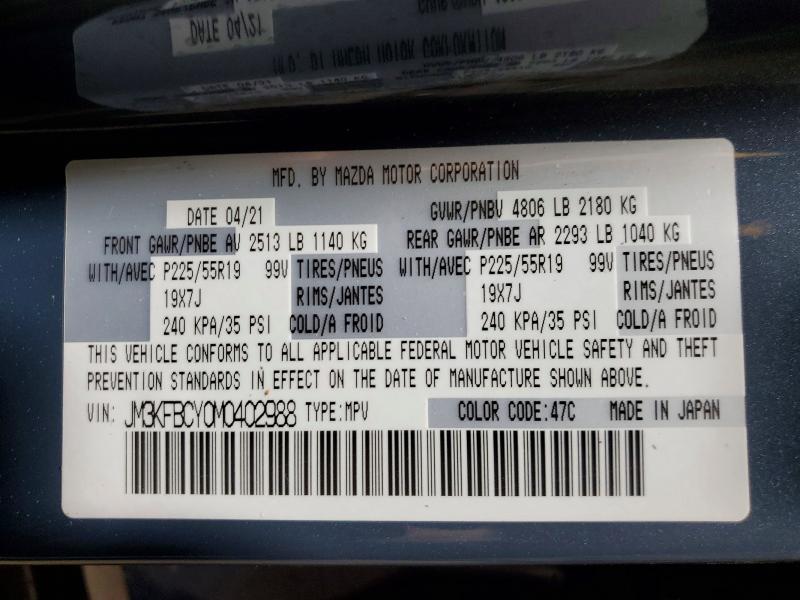 MFD. BY MAZDA MOTOR CORPORATION
DATE 04/21 GVWR/PNBV 4806 LB 2180 KG
FRONT GAWR/PNBE AV 2513 LB 1140 KG REAR GAWR/PNBE AR 2293 LB 1040 KG
WITH/AVEC P225/55R19 99V TIRES/PNEUS WITH/AVEC P225/55R19 99V TIRES/PNEUS
19X7J RIMS/JANTES 19X7J RIMS/JANTES
240 KPA/35 PSI COLD/A FROID 240 KPA/35 PSI COLD/A FROID
THIS VEHICLE CONFORMS TO ALL APPLICABLE FEDERAL MOTOR VEHICLE SAFETY AND THEFT
PREVENTION STANDARDS IN EFFECT ON THE DATE OF MANUFACTURE SHOWN ABOVE.
VIN: JM3KFBCY0M0402988 TYPE:MPV COLOR CODE:47C MADE IN JAPAN